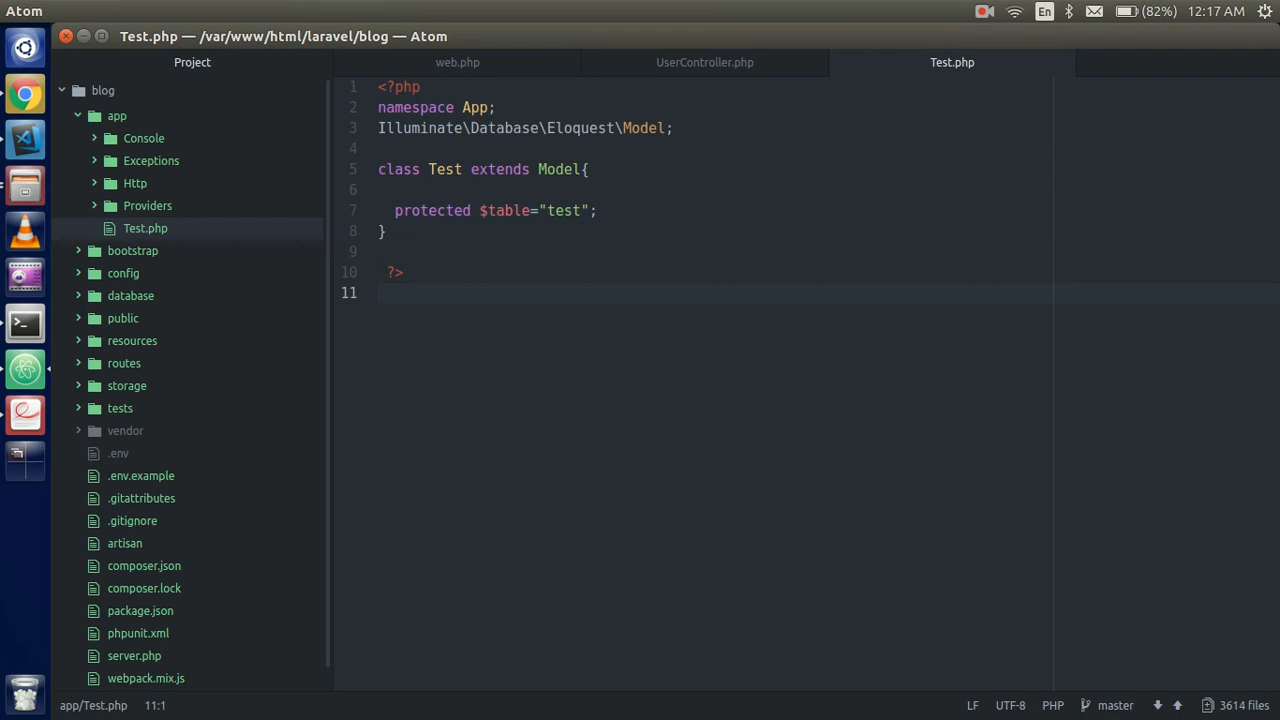 Atom
En
(82%)
12:17 AM
Test.php — /var/www/html/laravel/blog — Atom
Project
web.php
UserController.php
Test.php
blog
app
Console
Exceptions
Http
Providers
Test.php
bootstrap
config
database
public
resources
routes
storage
tests
vendor
.env
.env.example
.gitattributes
.gitignore
artisan
composer.json
composer.lock
package.json
phpunit.xml
server.php
webpack.mix.js
1 <?php
2 namespace App;
3 Illuminate\Database\Eloquest\Model;
4
5 class Test extends Model{
6
7 protected $table="test";
8 }
9
10 ?>
11
app/Test.php 11:1
LF UTF-8 PHP master 3614 files